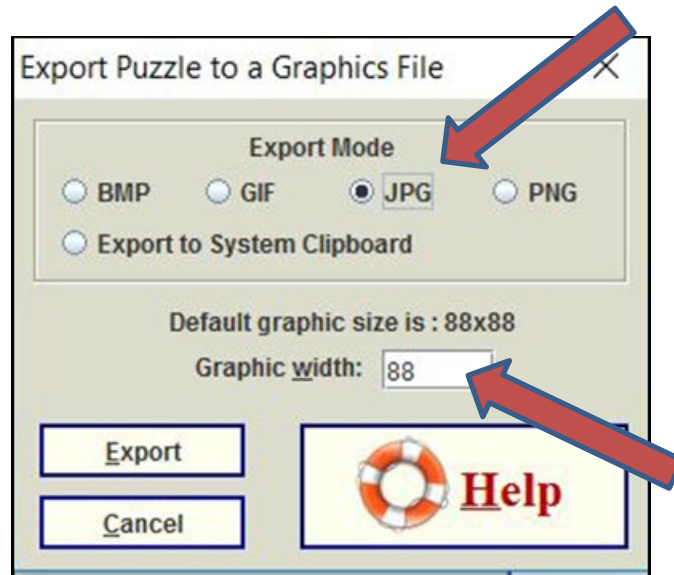 Export Puzzle to a Graphics File
Export Mode
BMP GIF JPG PNG
Export to System Clipboard
Default graphic size is : 88x88
Graphic width: 88
Export
Help
Cancel